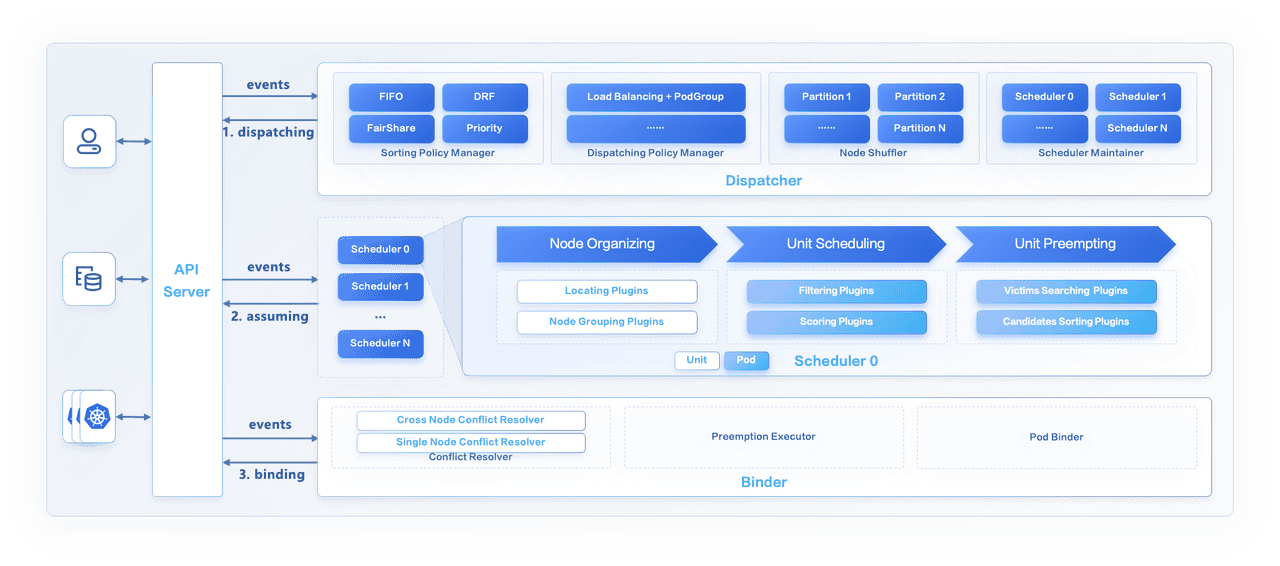 events
1. dispatching
FIFO
DRF
FairShare
Priority
Sorting Policy Manager
Load Balancing + PodGroup
······
Dispatching Policy Manager
Partition 1
Partition 2
······
Partition N
Node Shuffler
Scheduler 0
Scheduler 1
······
Scheduler N
Scheduler Maintainer
Dispatcher
API
Server
events
2. assuming
Scheduler 0
Scheduler 1
...
Scheduler N
Node Organizing
Locating Plugins
Node Grouping Plugins
Unit Scheduling
Filtering Plugins
Scoring Plugins
Unit Preempting
Victims Searching Plugins
Candidates Sorting Plugins
Unit
Pod
Scheduler 0
events
3. binding
Cross Node Conflict Resolver
Single Node Conflict Resolver
Conflict Resolver
Preemption Executor
Pod Binder
Binder